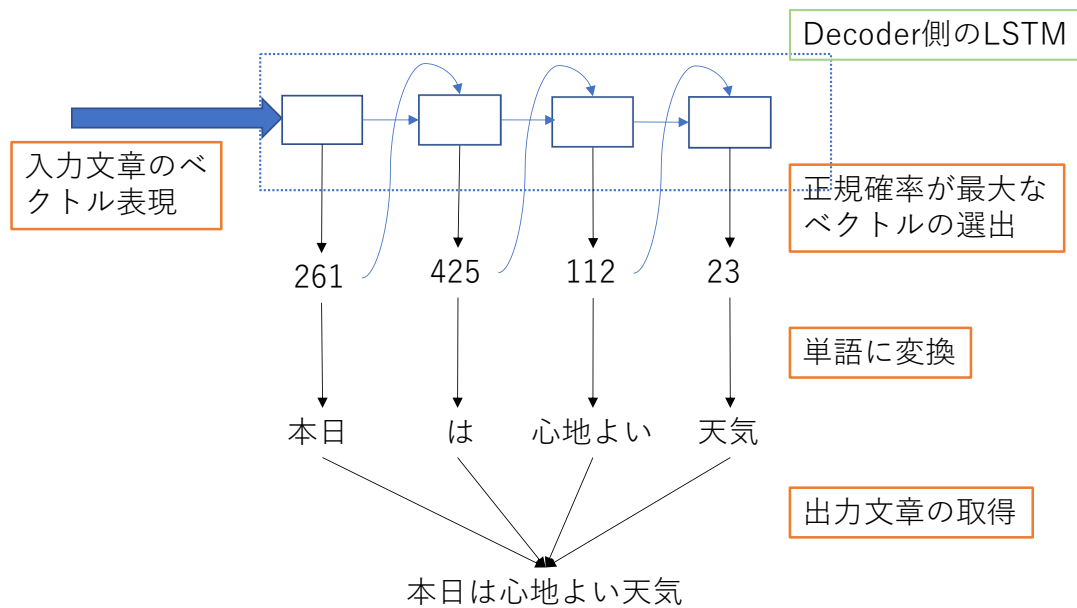 Decoder側のLSTM
入力文章のベ
クトル表現
正規確率が最大な
ベクトルの選出
261 425 112 23
単語に変換
本日 は 心地よい 天気
出力文章の取得
本日は心地よい天気